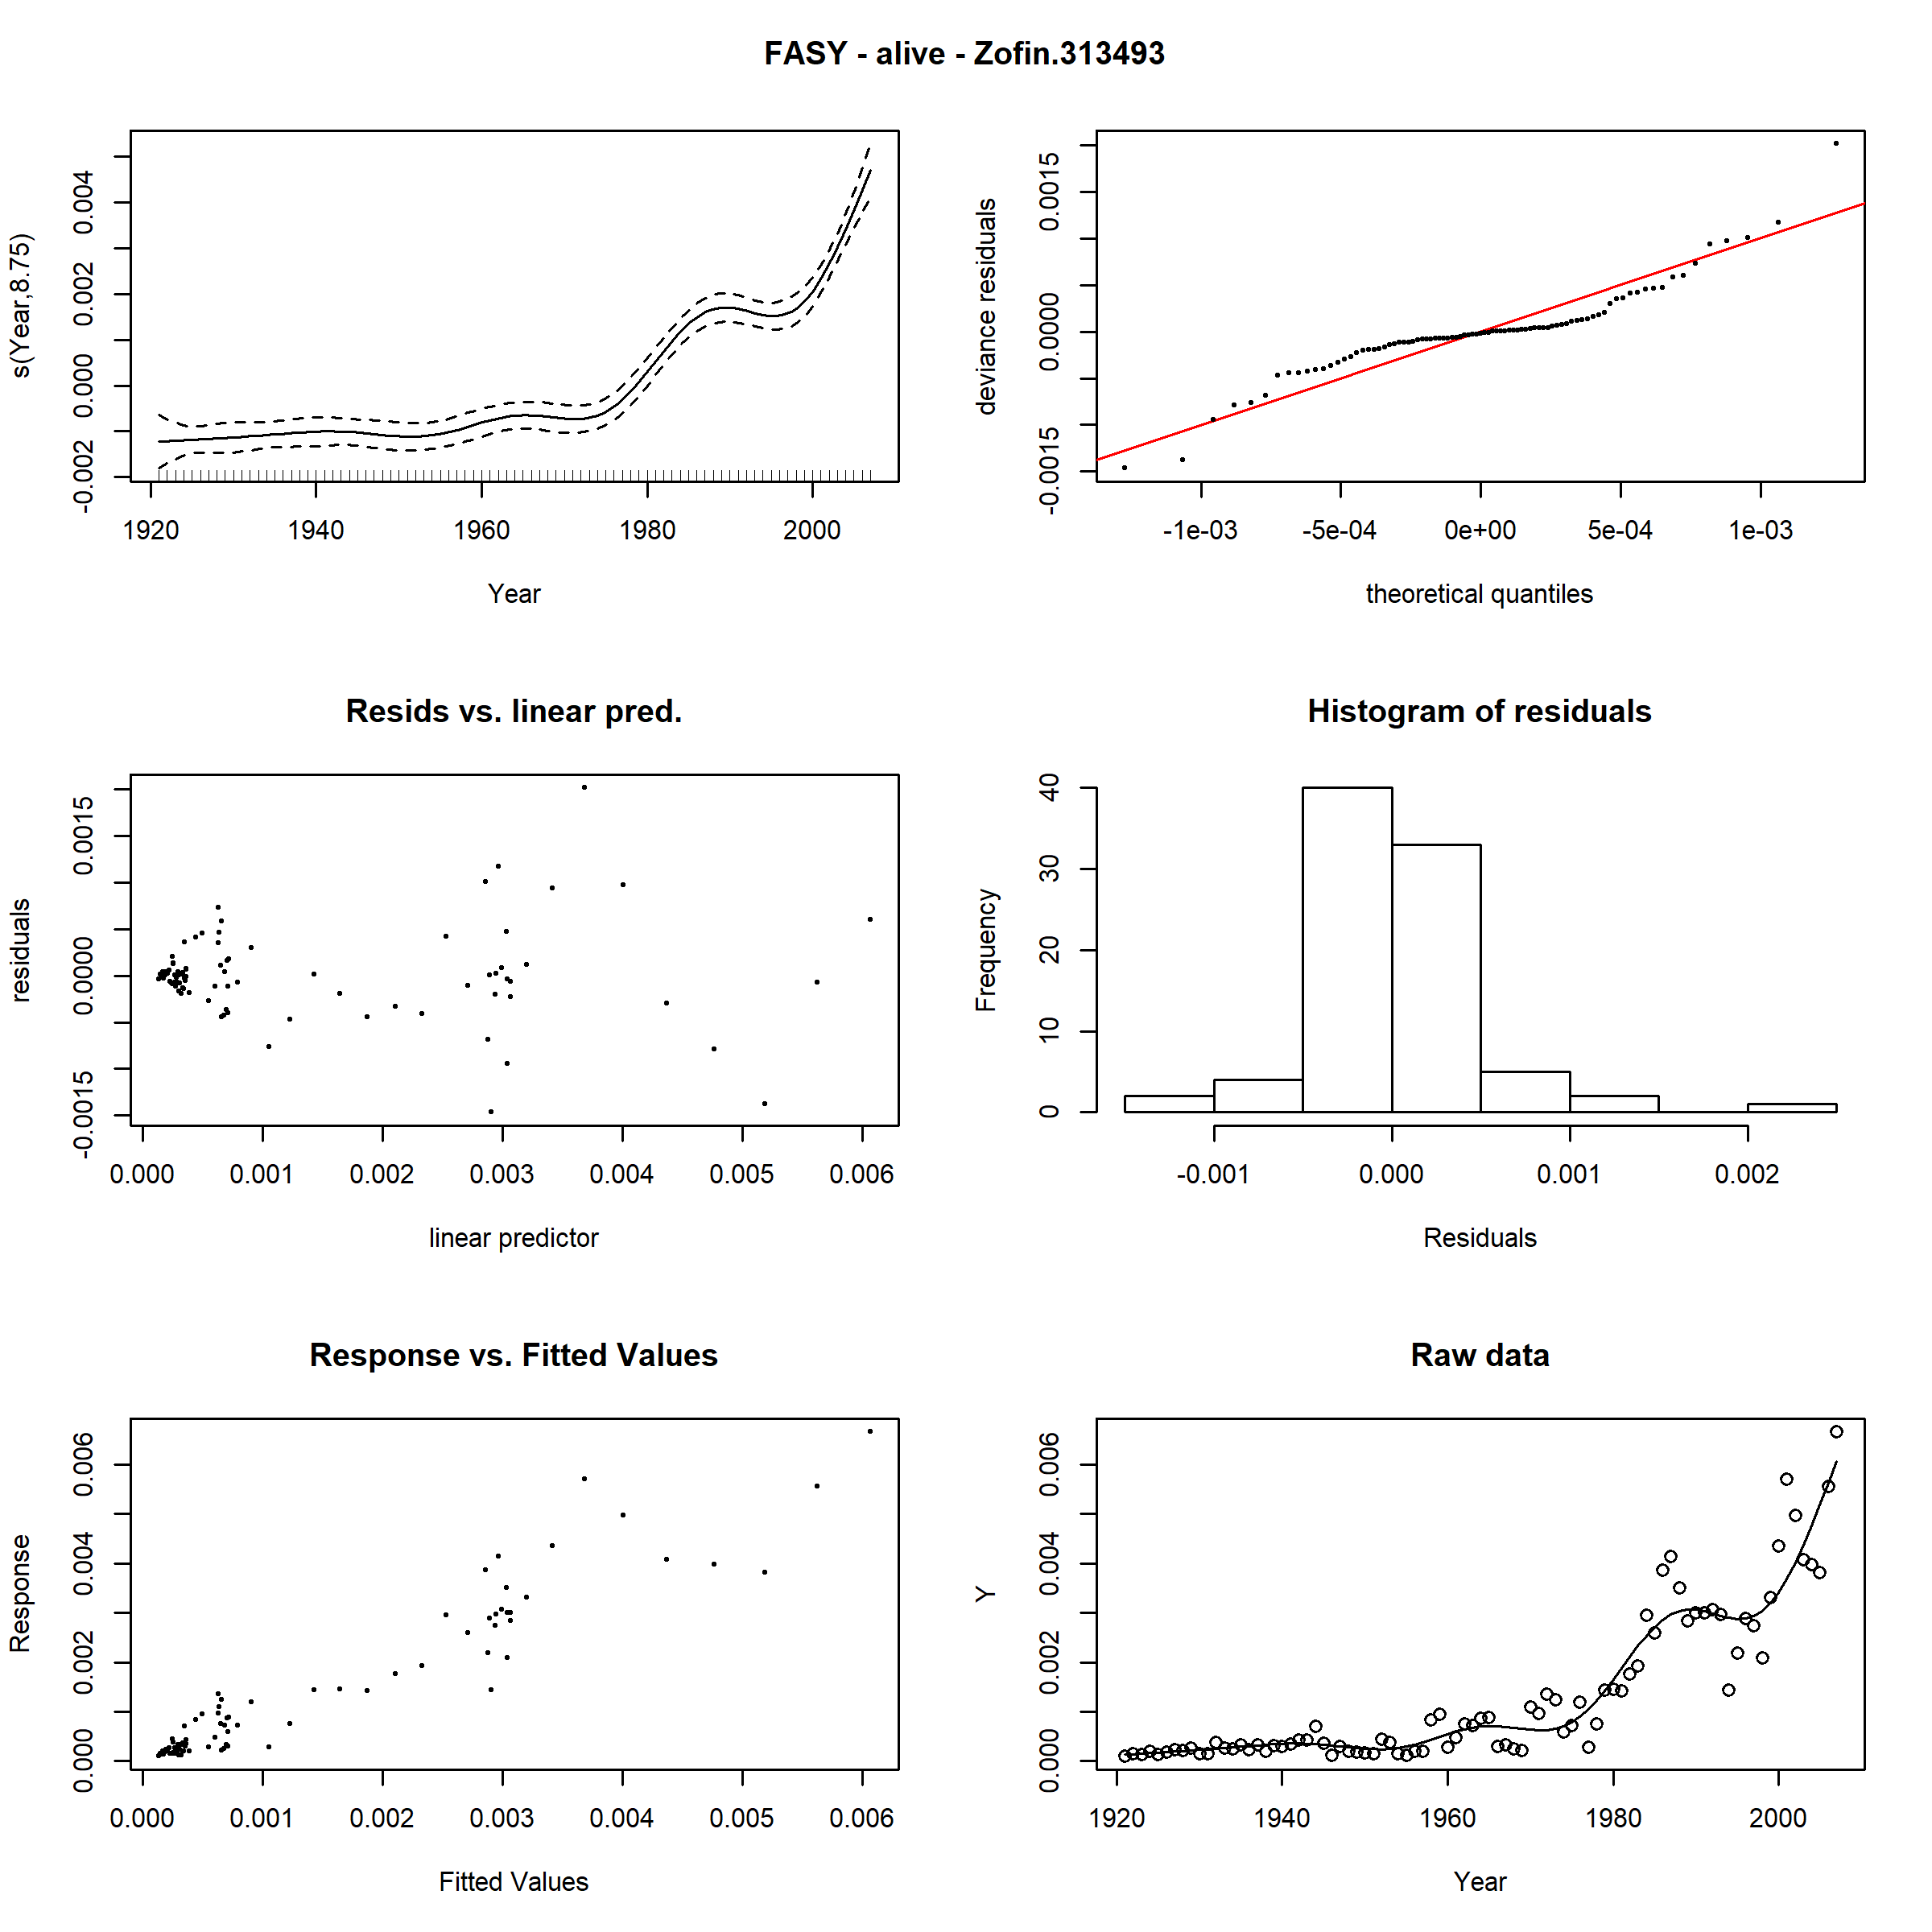 FASY - alive - Zofin.313493
s(Year,8.75)
-0.002 0.000 0.002 0.004
1920 1940 1960 1980 2000
Year
deviance residuals
-0.0015 0.0000 0.0015
-1e-03 -5e-04 0e+00 5e-04 1e-03
theoretical quantiles
Resids vs. linear pred.
residuals
-0.0015 0.0000 0.0015
0.000 0.001 0.002 0.003 0.004 0.005 0.006
linear predictor
Histogram of residuals
Frequency
0 10 20 30 40
-0.001 0.000 0.001 0.002
Residuals
Response vs. Fitted Values
Response
0.000 0.002 0.004 0.006
0.000 0.001 0.002 0.003 0.004 0.005 0.006
Fitted Values
Raw data
Y
0.000 0.002 0.004 0.006
1920 1940 1960 1980 2000
Year